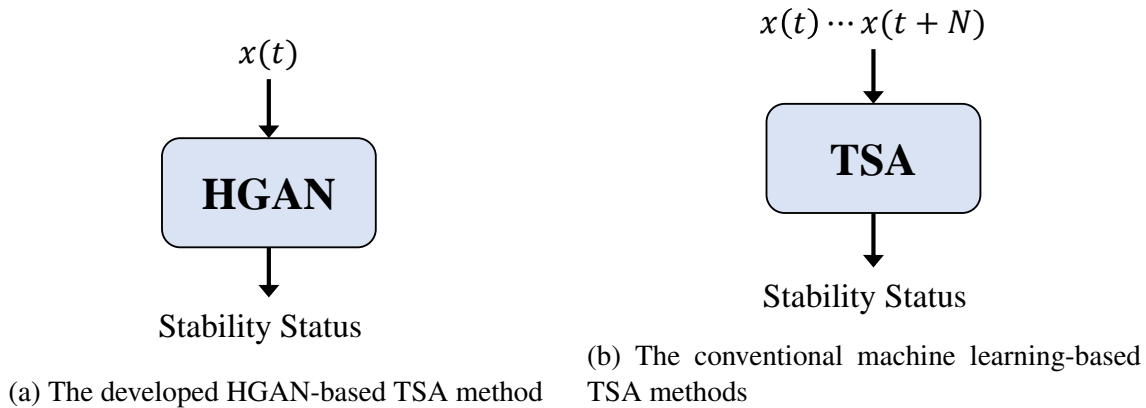 x(t)
HGAN
Stability Status
(a) The developed HGAN-based TSA method
x(t) ⋯ x(t + N)
TSA
Stability Status
(b) The conventional machine learning-based
TSA methods